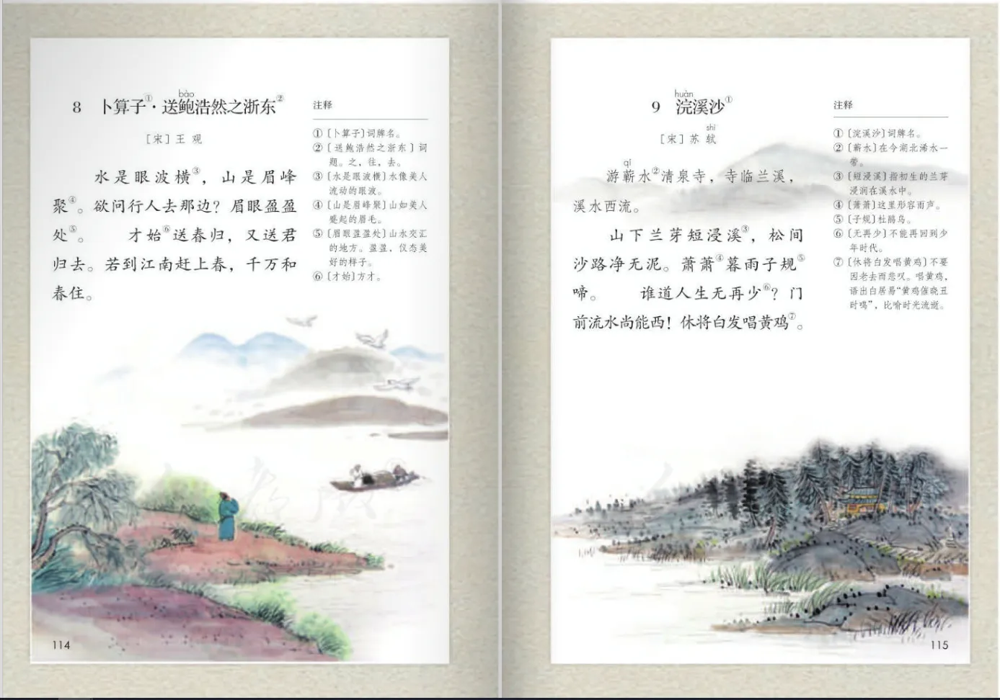 bào
8 卜算子①·送鲍浩然之浙东②
［宋］王 观
水是眼波横③，山是眉峰
聚④。欲问行人去那边？眉眼盈盈
处⑤。 才始⑥送春归，又送君
归去。若到江南赶上春，千万和
春住。
注释
①〔卜算子〕词牌名。
②〔送鲍浩然之浙东〕词
题。之，往，去。
③〔水是眼波横〕水像美人
流动的眼波。
④〔山是眉峰聚〕山如美人
蹙起的眉毛。
⑤〔眉眼盈盈处〕山水交汇
的地方。盈盈，仪态美
好的样子。
⑥〔才始〕方才。
114
huàn
9 浣溪沙①
shì
［宋］苏 轼
qí
游蕲水②清泉寺，寺临兰溪，
溪水西流。
山下兰芽短浸溪③，松间
沙路净无泥。萧萧④暮雨子规⑤
啼。 谁道人生无再少⑥？门
前流水尚能西！休将白发唱黄鸡⑦。
注释
①〔浣溪沙〕词牌名。
②〔蕲水〕在今湖北浠水一
带。
③〔短浸溪〕指初生的兰芽
浸润在溪水中。
④〔萧萧〕这里形容雨声。
⑤〔子规〕杜鹃鸟。
⑥〔无再少〕不能再回到少
年时代。
⑦〔休将白发唱黄鸡〕不要
因老去而悲叹。唱黄鸡，
语出白居易“黄鸡催晓丑
时鸣”，比喻时光流逝。
115